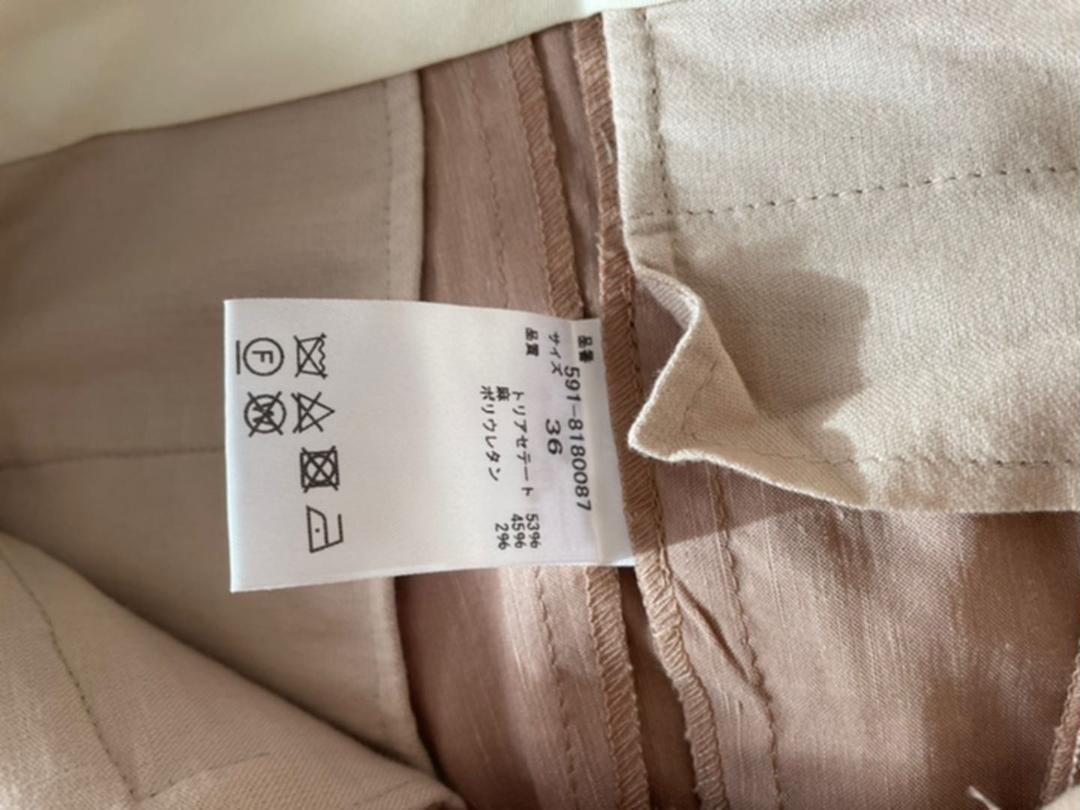 品番 591-8180087
サイズ 36
品質
トリアセテート 53%
麻 45%
ポリウレタン 2%
F
W